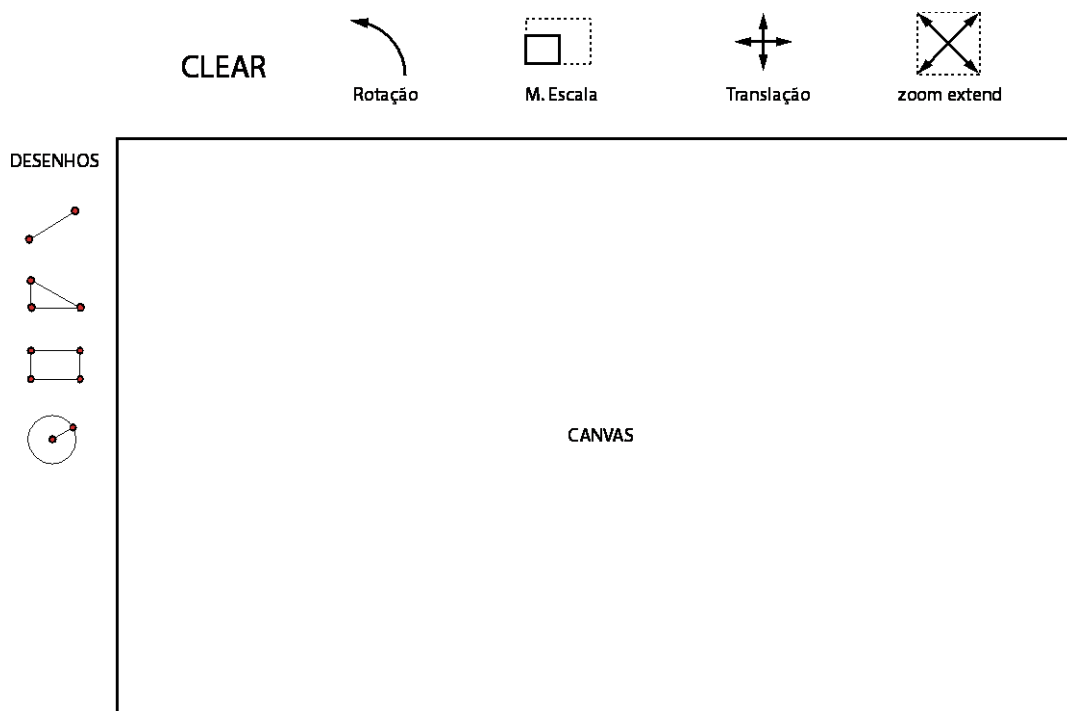 CLEAR
Rotação
M. Escala
Translação
zoom extend
DESENHOS
CANVAS